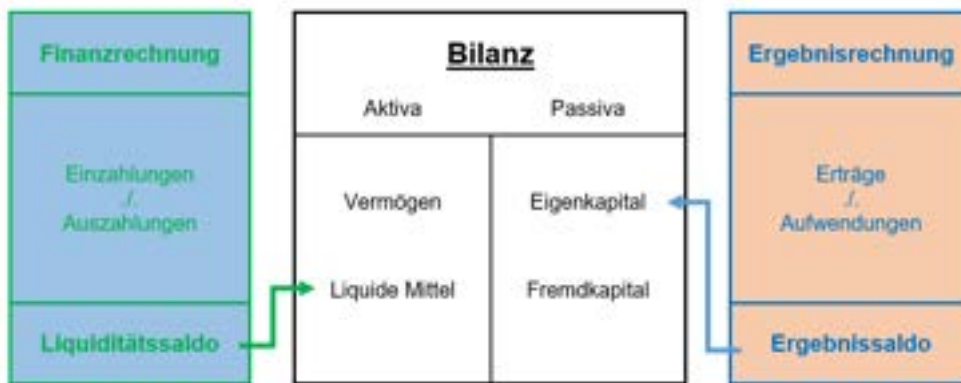 Finanzrechnung
Einzahlungen
./.
Auszahlungen
Liquiditätssaldo
Bilanz
Aktiva Passiva
Vermögen Eigenkapital
Liquide Mittel Fremdkapital
Ergebnisrechnung
Erträge
./.
Aufwendungen
Ergebnissaldo